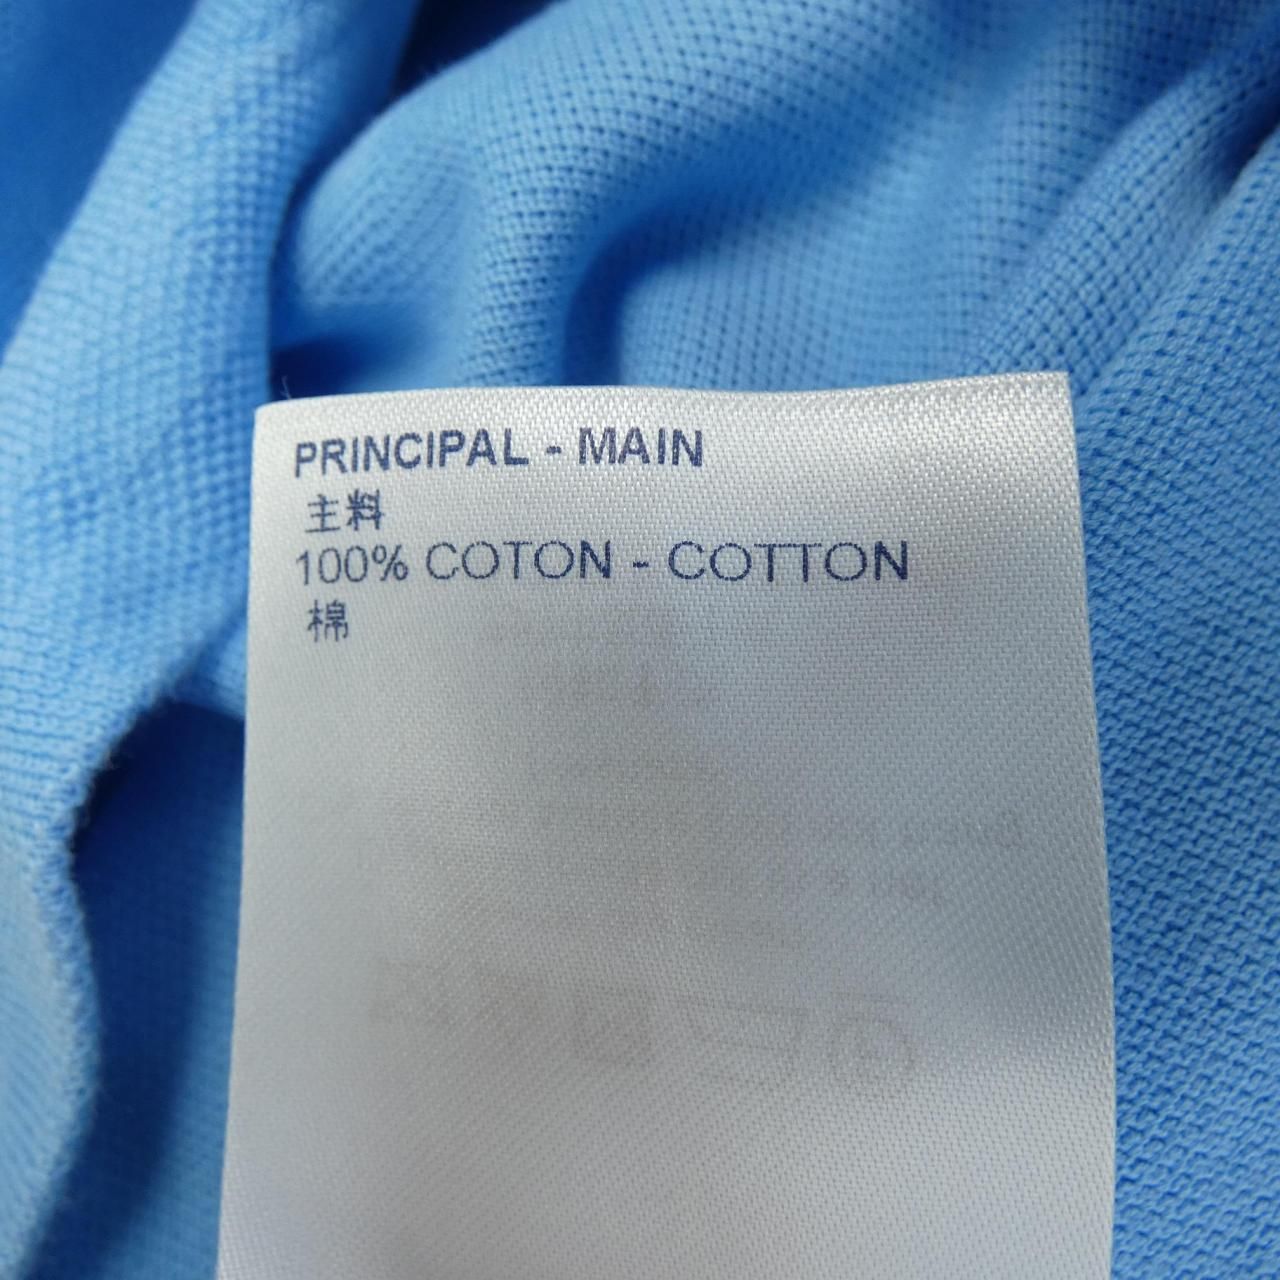 PRINCIPAL - MAIN
主料
100% COTON - COTTON
棉